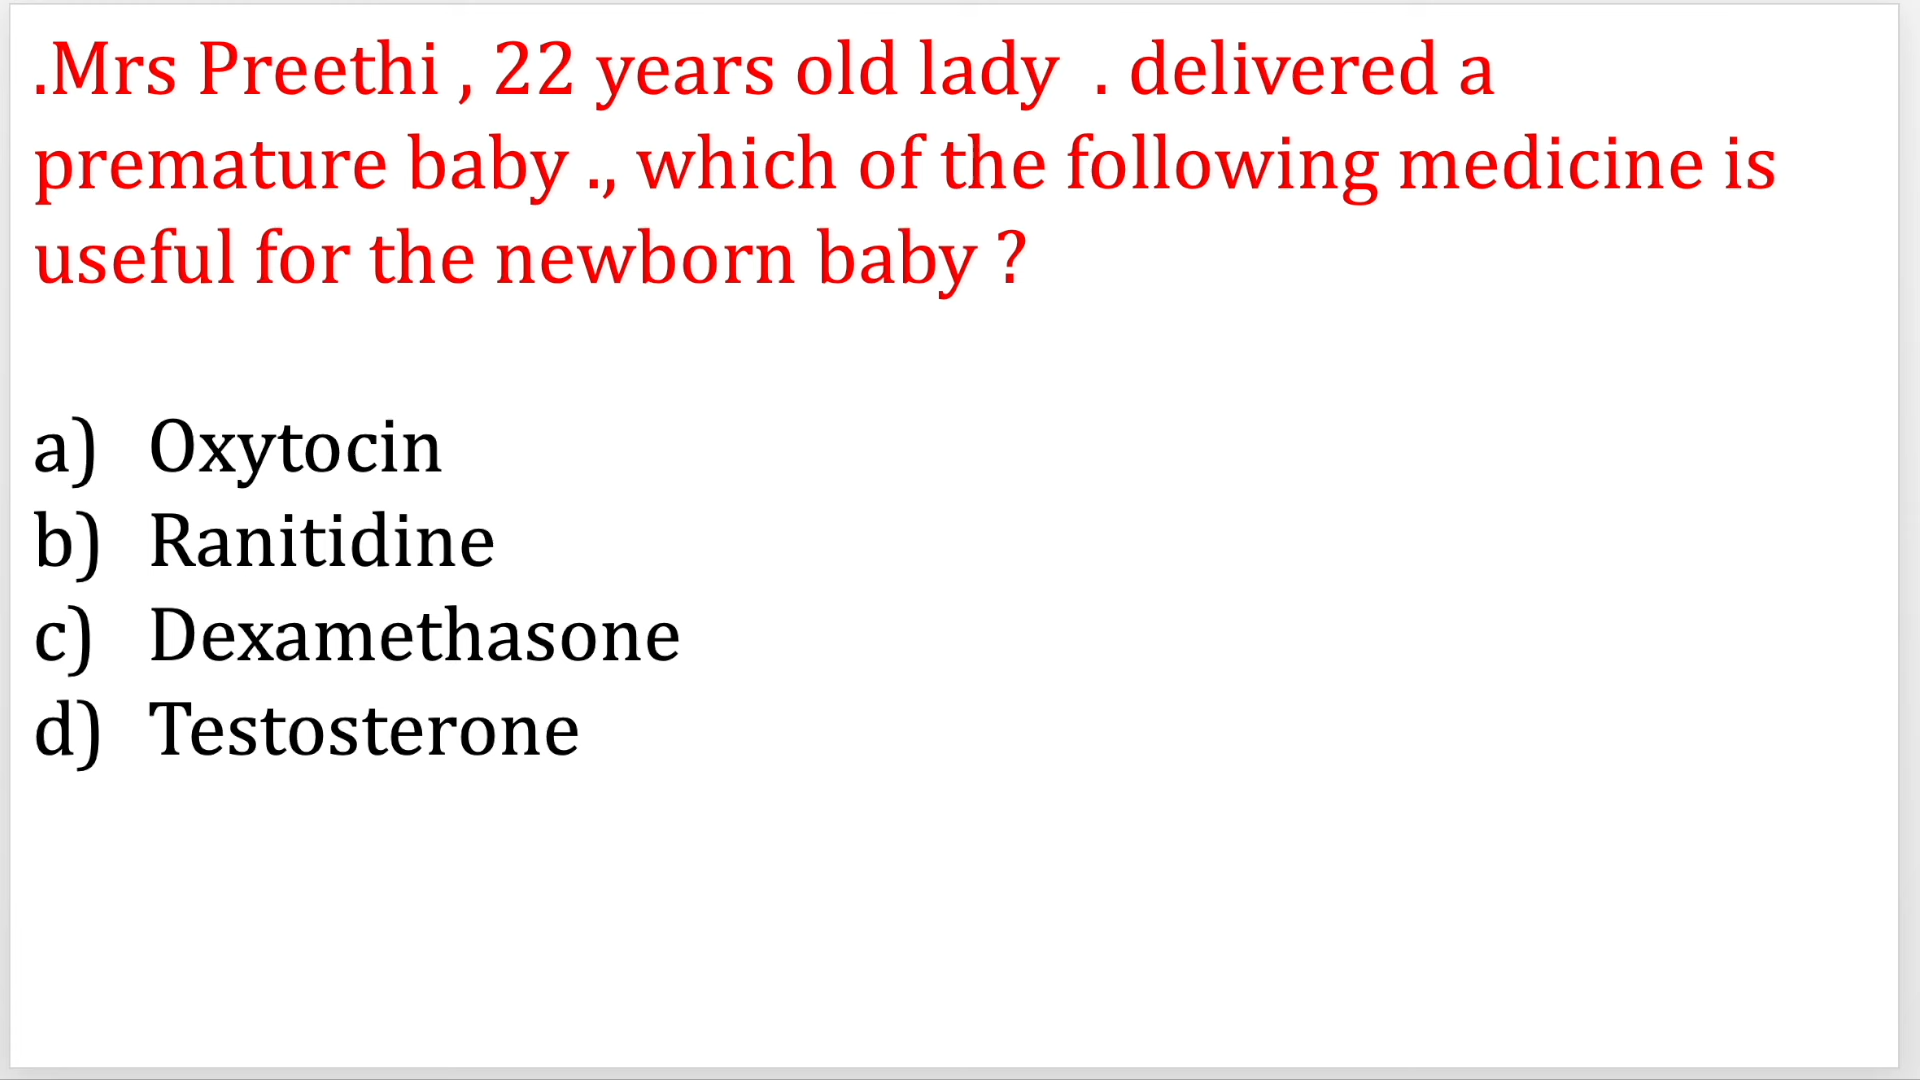 .Mrs Preethi , 22 years old lady  . delivered a
premature baby ., which of the following medicine is
useful for the newborn baby ?
a) Oxytocin
b) Ranitidine
c) Dexamethasone
d) Testosterone